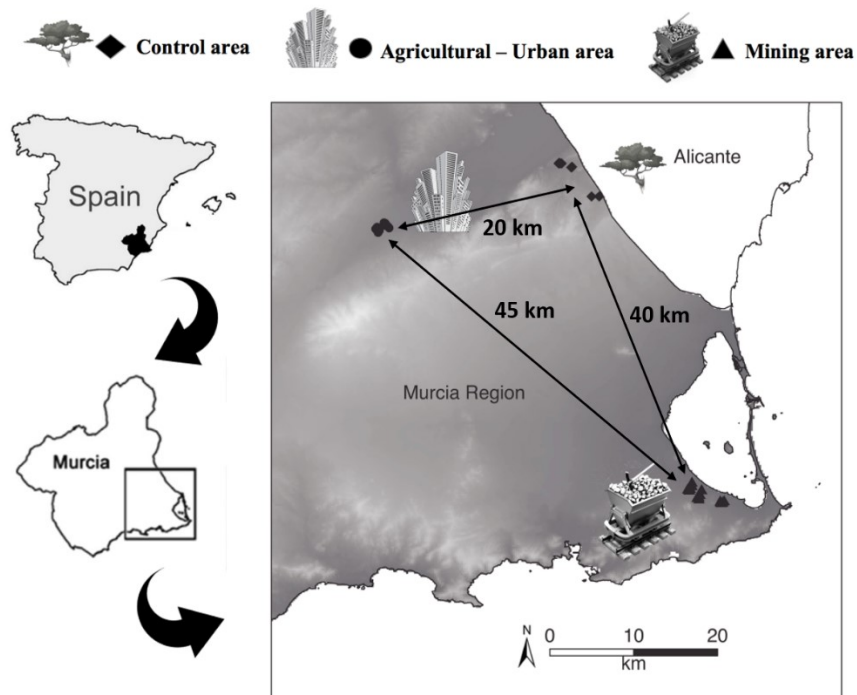 Control area
Agricultural – Urban area
Mining area
Spain
Murcia
Alicante
20 km
45 km
40 km
Murcia Region
N
0 10 20
km